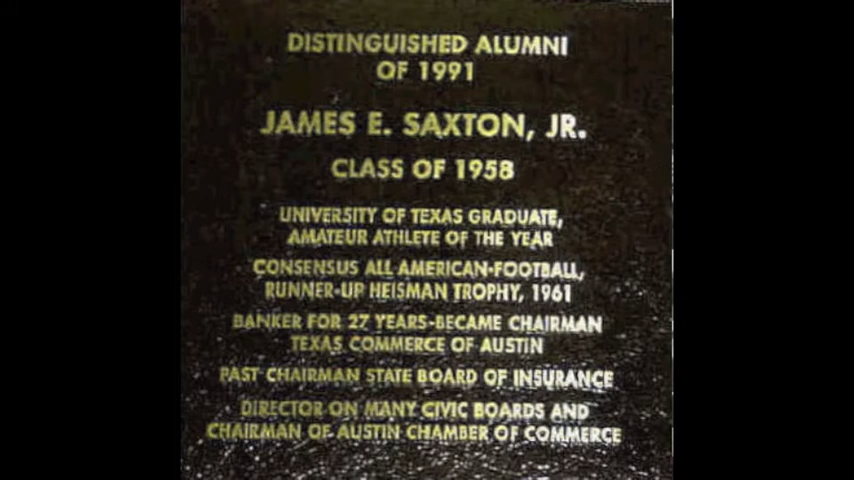 DISTINGUISHED ALUMNI
OF 1991
JAMES E. SAXTON, JR.
CLASS OF 1958
UNIVERSITY OF TEXAS GRADUATE,
AMATEUR ATHLETE OF THE YEAR
CONSENSUS ALL AMERICAN-FOOTBALL,
RUNNER-UP HEISMAN TROPHY, 1961
BANKER FOR 27 YEARS-BECAME CHAIRMAN
TEXAS COMMERCE OF AUSTIN
PAST CHAIRMAN STATE BOARD OF INSURANCE
DIRECTOR ON MANY CIVIC BOARDS AND
CHAIRMAN OF AUSTIN CHAMBER OF COMMERCE